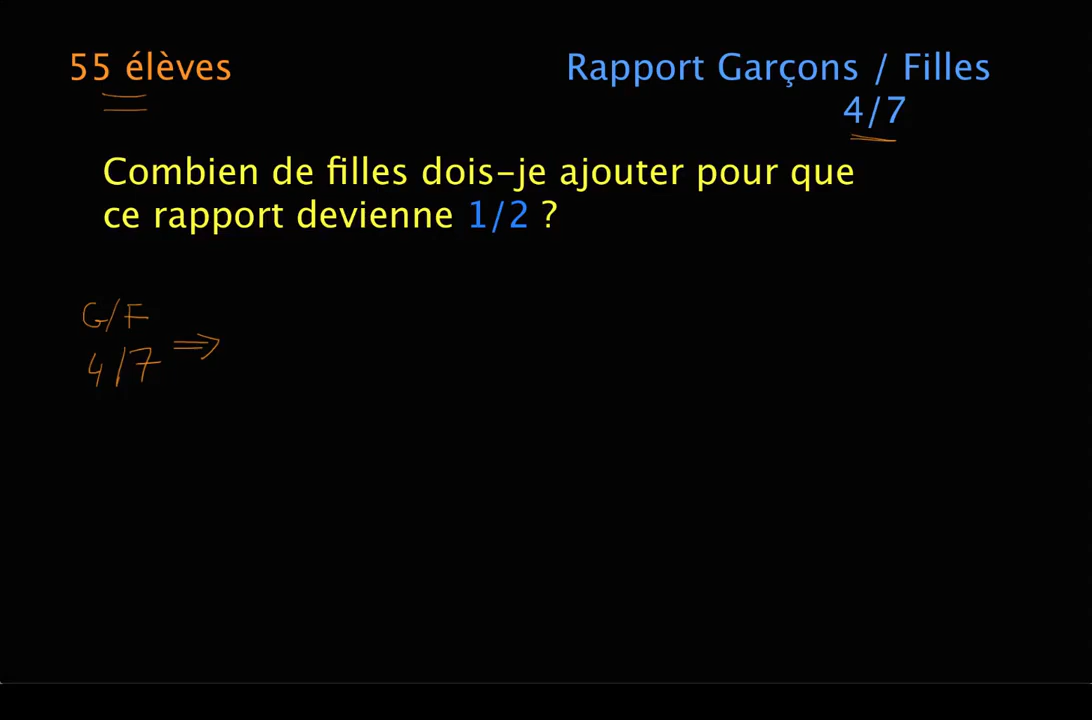 55 élèves
Rapport Garçons / Filles
4/7
Combien de filles dois-je ajouter pour que
ce rapport devienne 1/2 ?
G/F
4/7 ⇒